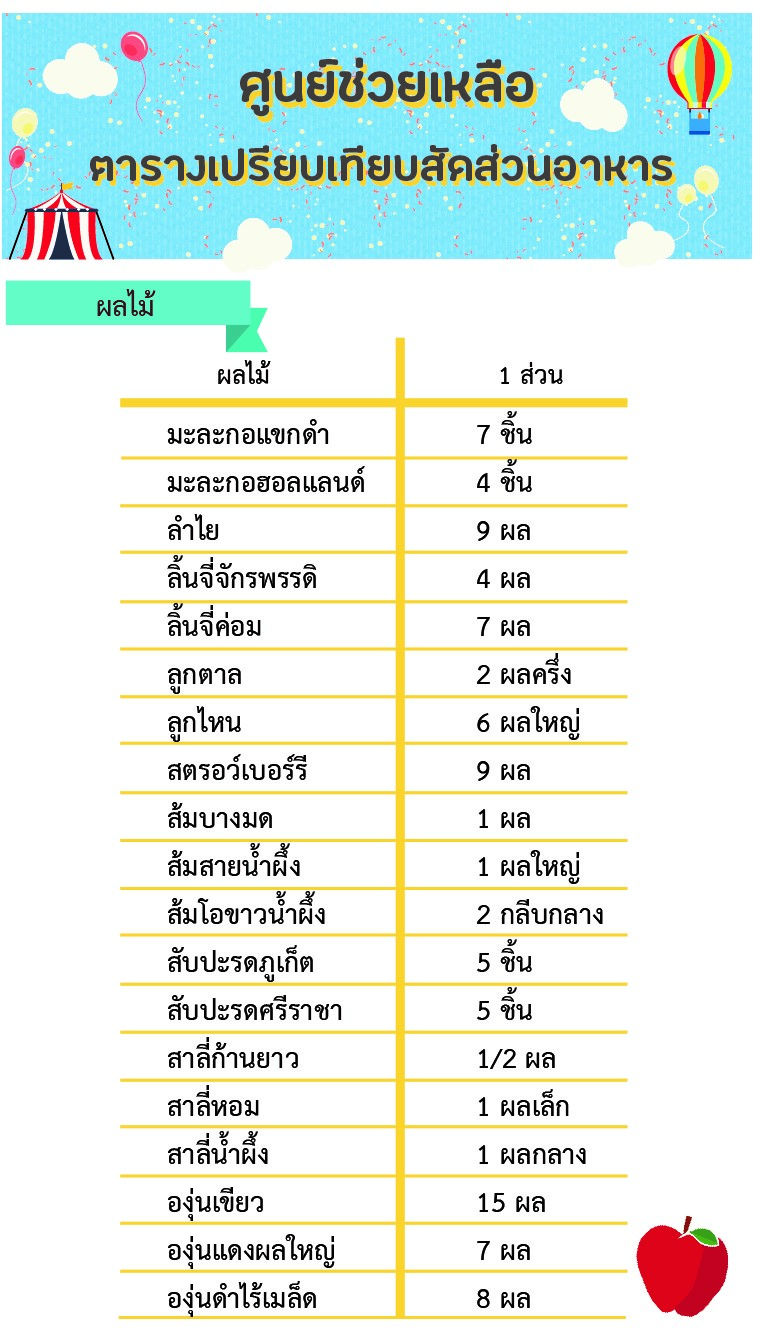 ศูนย์ช่วยเหลือ
ตารางเปรียบเทียบสัดส่วนอาหาร
ผลไม้
ผลไม้ 1 ส่วน
มะละกอแขกดำ 7 ชิ้น
มะละกอฮอลแลนด์ 4 ชิ้น
ลำไย 9 ผล
ลิ้นจี่จักรพรรดิ 4 ผล
ลิ้นจี่ค่อม 7 ผล
ลูกตาล 2 ผลครึ่ง
ลูกไหน 6 ผลใหญ่
สตรอว์เบอร์รี 9 ผล
ส้มบางมด 1 ผล
ส้มสายน้ำผึ้ง 1 ผลใหญ่
ส้มโอขาวน้ำผึ้ง 2 กลีบกลาง
สับปะรดภูเก็ต 5 ชิ้น
สับปะรดศรีราชา 5 ชิ้น
สาลี่ก้านยาว 1/2 ผล
สาลี่หอม 1 ผลเล็ก
สาลี่น้ำผึ้ง 1 ผลกลาง
องุ่นเขียว 15 ผล
องุ่นแดงผลใหญ่ 7 ผล
องุ่นดำไร้เมล็ด 8 ผล